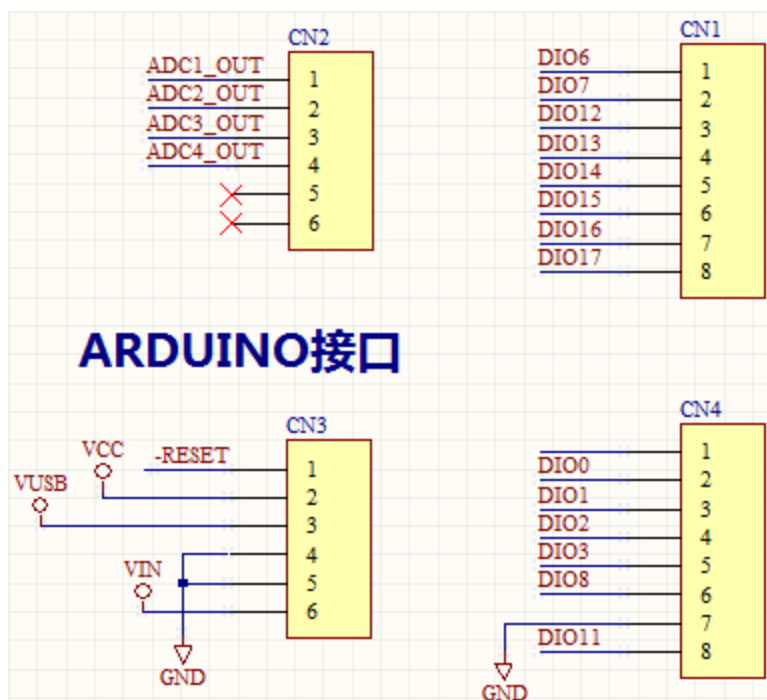 CN2
ADC1_OUT 1
ADC2_OUT 2
ADC3_OUT 3
ADC4_OUT 4
5
6
CN1
DIO6 1
DIO7 2
DIO12 3
DIO13 4
DIO14 5
DIO15 6
DIO16 7
DIO17 8
ARDUINO接口
CN3
-RESET 1
VCC 2
VUSB 3
4
5
VIN 6
GND
CN4
1
DIO0 2
DIO1 3
DIO2 4
DIO3 5
DIO8 6
7
DIO11 8
GND